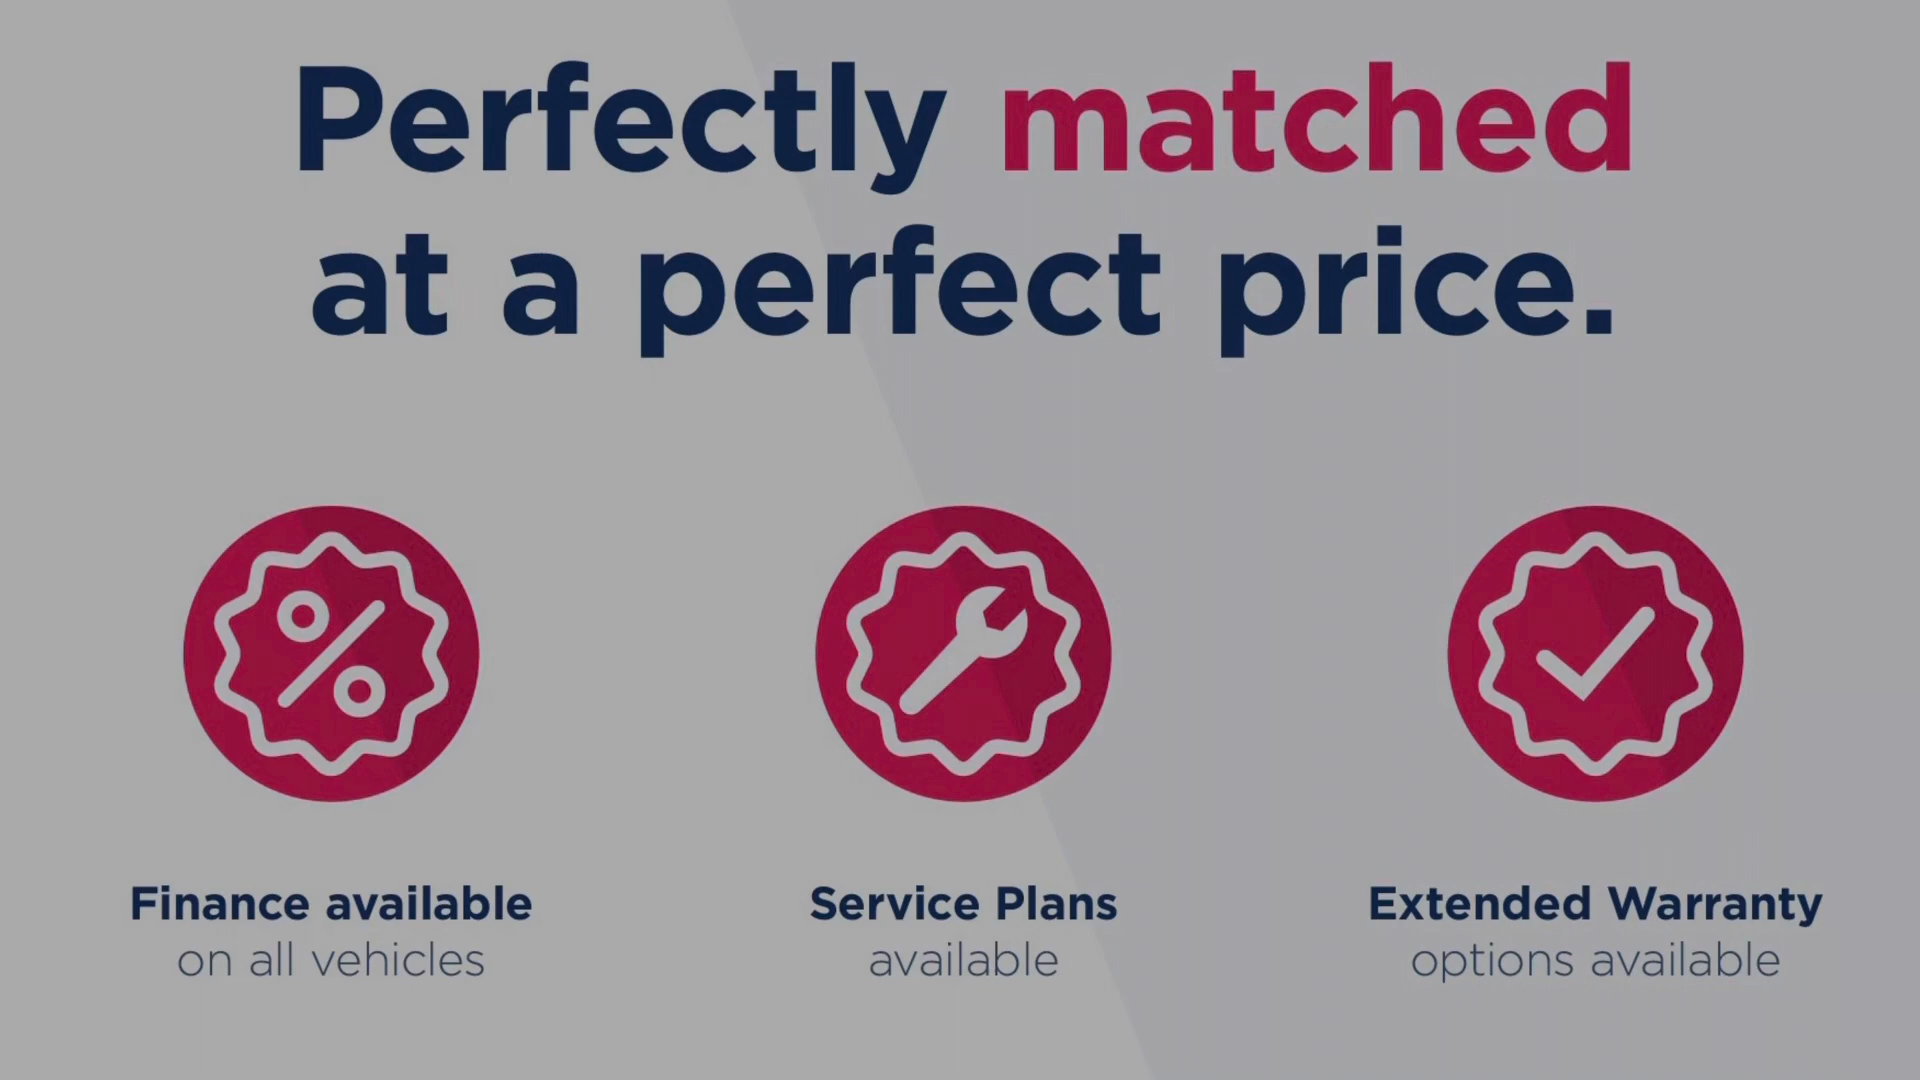 Perfectly matched
at a perfect price.
Finance available
on all vehicles
Service Plans
available
Extended Warranty
options available